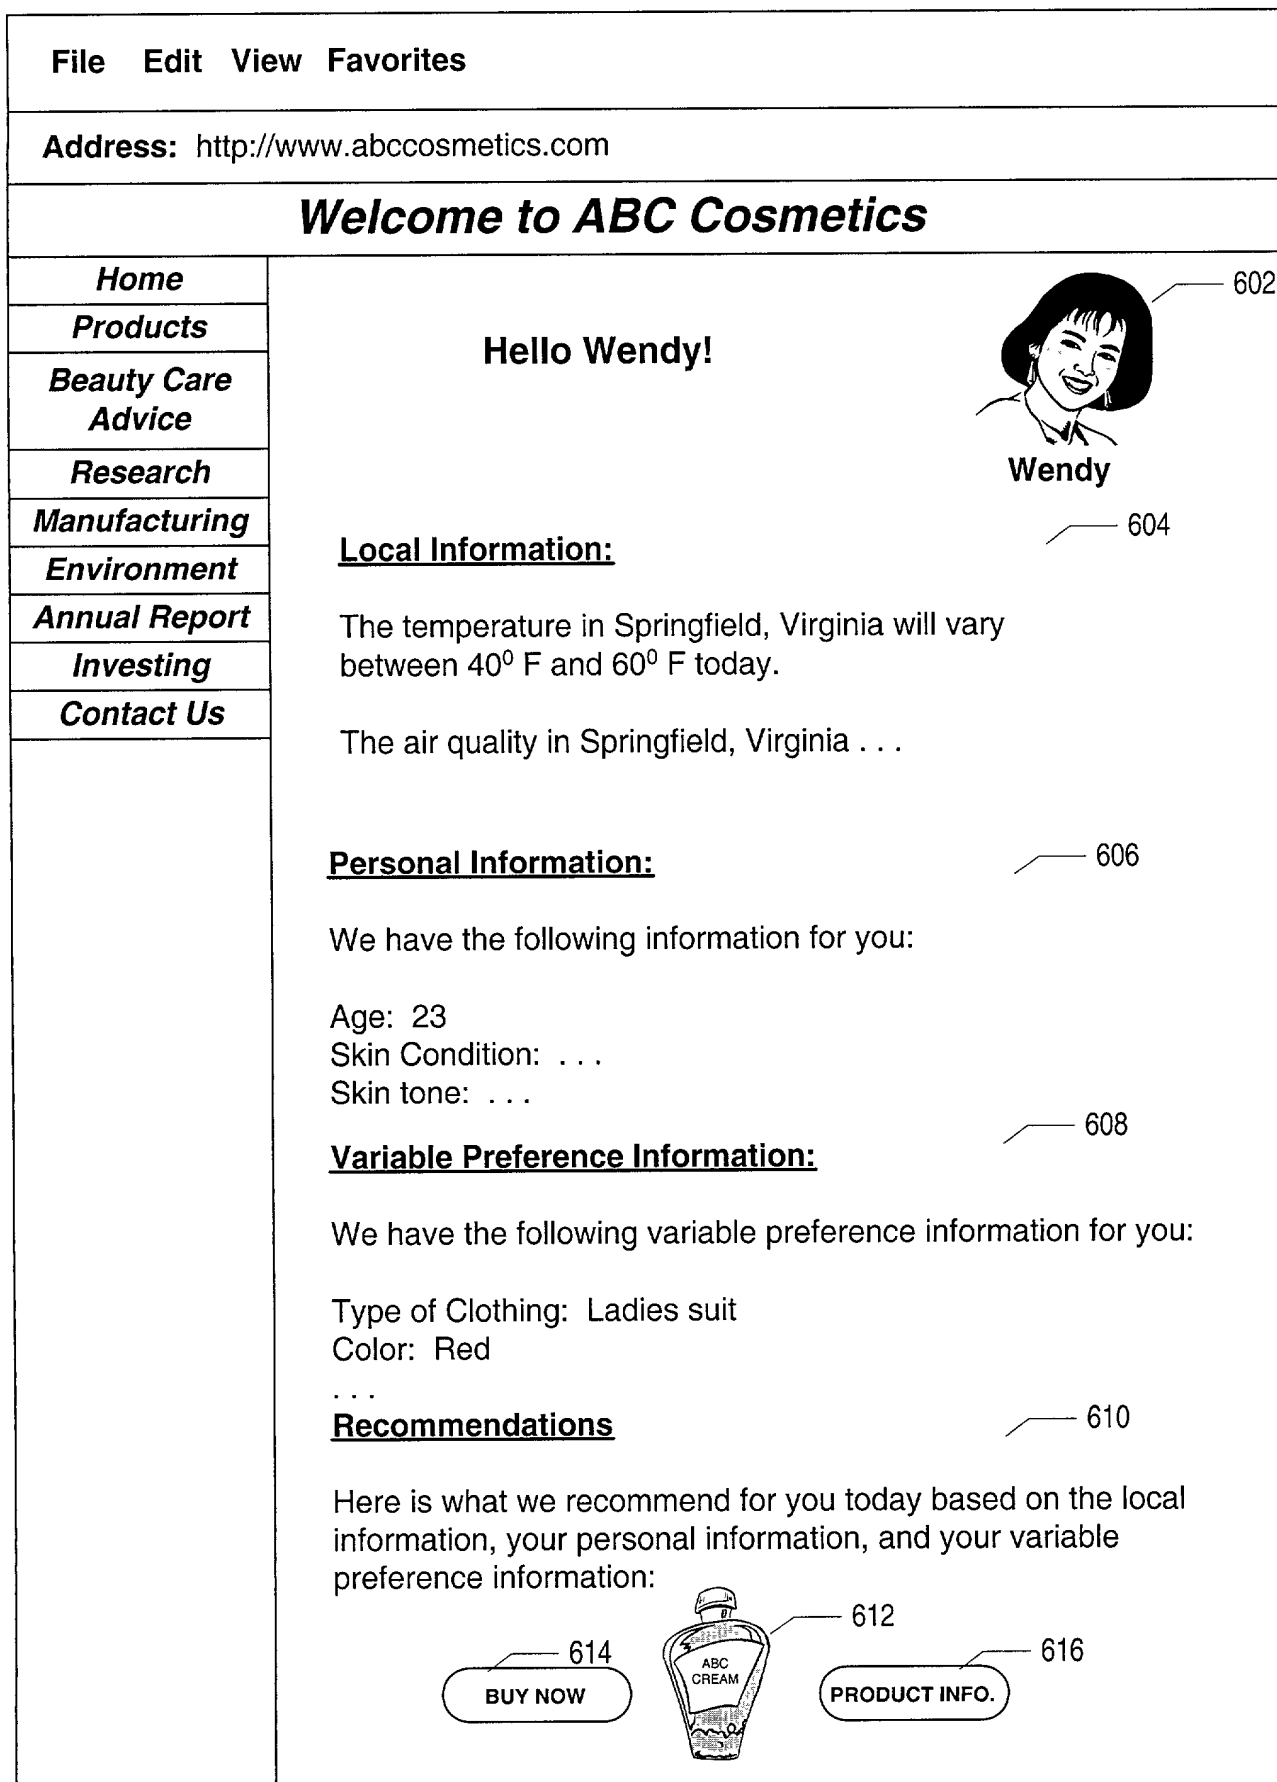 File Edit View Favorites
Address: http://www.abccosmetics.com
Welcome to ABC Cosmetics
Home
Products
Beauty Care
Advice
Research
Manufacturing
Environment
Annual Report
Investing
Contact Us
602
Hello Wendy!
Wendy
604
Local Information:
The temperature in Springfield, Virginia will vary
between 40⁰ F and 60⁰ F today.
The air quality in Springfield, Virginia . . .
606
Personal Information:
We have the following information for you:
Age: 23
Skin Condition: . . .
Skin tone: . . .
608
Variable Preference Information:
We have the following variable preference information for you:
Type of Clothing: Ladies suit
Color: Red
. . .
Recommendations
610
Here is what we recommend for you today based on the local
information, your personal information, and your variable
preference information:
612
614
616
ABC
CREAM
BUY NOW
PRODUCT INFO.